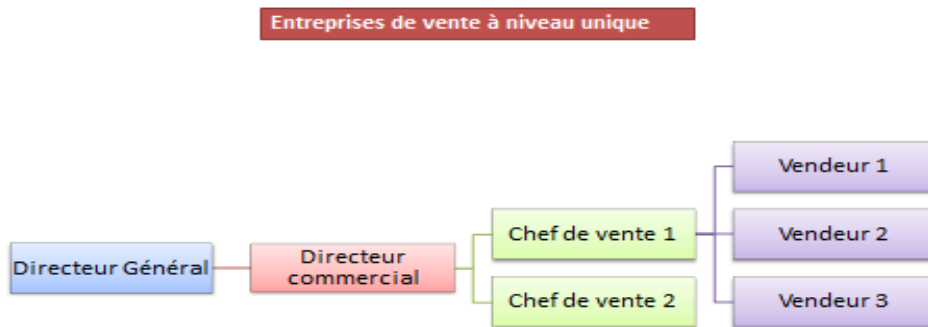 Entreprises de vente à niveau unique
Vendeur 1
Chef de vente 1
Vendeur 2
Directeur Général
Directeur
commercial
Chef de vente 2
Vendeur 3